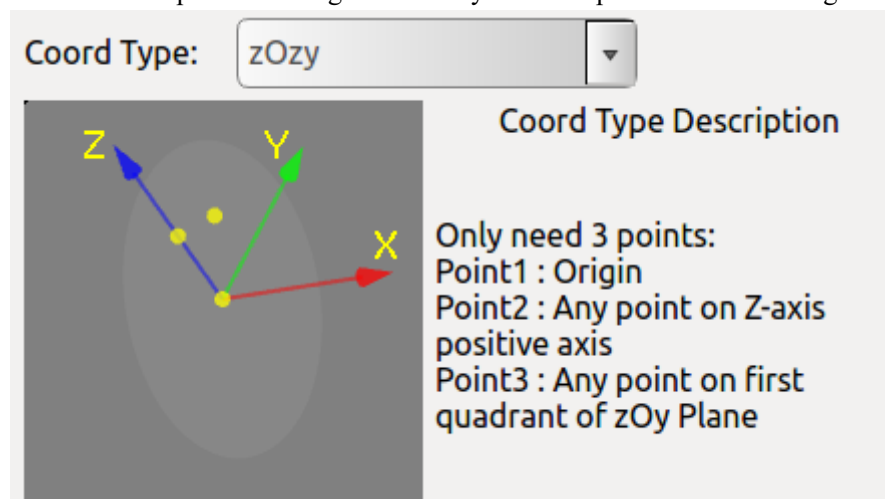 Coord Type: zOzy
Coord Type Description
Z
Y
X
Only need 3 points:
Point1 : Origin
Point2 : Any point on Z-axis
positive axis
Point3 : Any point on first
quadrant of zOy Plane